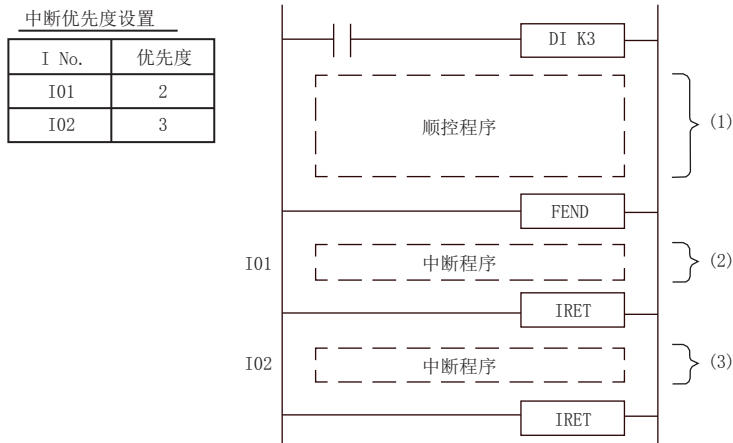 中断优先度设置
I No. 优先度
I01 2
I02 3
DI K3
顺控程序
(1)
FEND
I01
中断程序
(2)
IRET
I02
中断程序
(3)
IRET